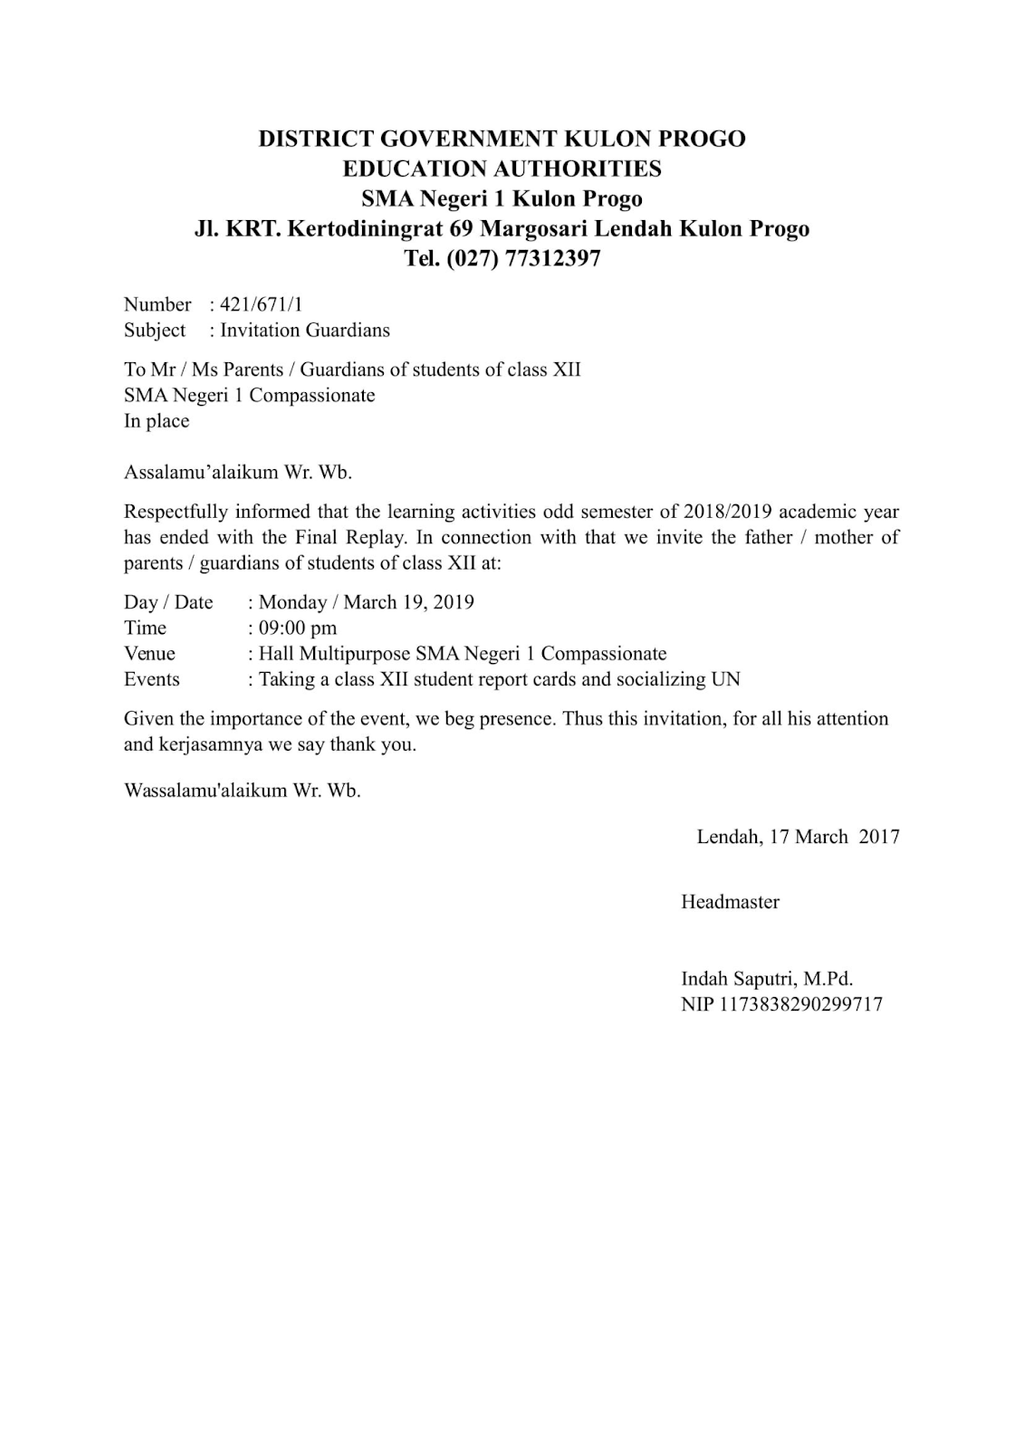 DISTRICT GOVERNMENT KULON PROGO
EDUCATION AUTHORITIES
SMA Negeri 1 Kulon Progo
Jl. KRT. Kertodiningrat 69 Margosari Lendah Kulon Progo
Tel. (027) 77312397
Number : 421/671/1
Subject : Invitation Guardians
To Mr / Ms Parents / Guardians of students of class XII
SMA Negeri 1 Compassionate
In place
Assalamu’alaikum Wr. Wb.
Respectfully informed that the learning activities odd semester of 2018/2019 academic year
has ended with the Final Replay. In connection with that we invite the father / mother of
parents / guardians of students of class XII at:
Day / Date : Monday / March 19, 2019
Time : 09:00 pm
Venue : Hall Multipurpose SMA Negeri 1 Compassionate
Events : Taking a class XII student report cards and socializing UN
Given the importance of the event, we beg presence. Thus this invitation, for all his attention
and kerjasamnya we say thank you.
Wassalamu'alaikum Wr. Wb.
Lendah, 17 March  2017
Headmaster
Indah Saputri, M.Pd.
NIP 1173838290299717